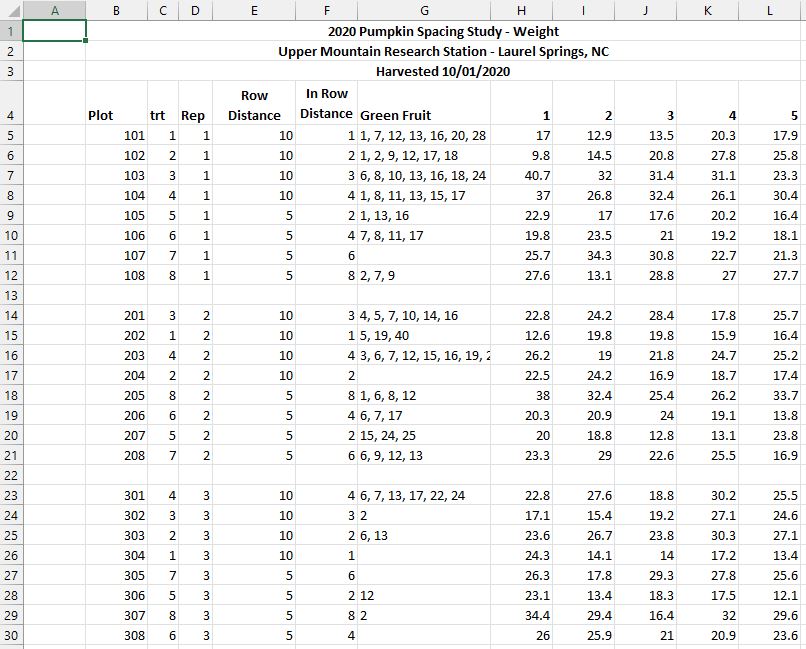 A B C D E F G H I J K L
1 2020 Pumpkin Spacing Study - Weight
2 Upper Mountain Research Station - Laurel Springs, NC
3 Harvested 10/01/2020
4 Plot trt Rep Row Distance In Row Distance Green Fruit 1 2 3 4 5
5 101 1 1 10 1 1, 7, 12, 13, 16, 20, 28 17 12.9 13.5 20.3 17.9
6 102 2 1 10 2 1, 2, 9, 12, 17, 18 9.8 14.5 20.8 27.8 25.8
7 103 3 1 10 3 6, 8, 10, 13, 16, 18, 24 40.7 32 31.4 31.1 23.3
8 104 4 1 10 4 1, 8, 11, 13, 15, 17 37 26.8 32.4 26.1 30.4
9 105 5 1 5 2 1, 13, 16 22.9 17 17.6 20.2 16.4
10 106 6 1 5 4 7, 8, 11, 17 19.8 23.5 21 19.2 18.1
11 107 7 1 5 6 25.7 34.3 30.8 22.7 21.3
12 108 8 1 5 8 2, 7, 9 27.6 13.1 28.8 27 27.7
13
14 201 3 2 10 3 4, 5, 7, 10, 14, 16 22.8 24.2 28.4 17.8 25.7
15 202 1 2 10 1 5, 19, 40 12.6 19.8 19.8 15.9 16.4
16 203 4 2 10 4 3, 6, 7, 12, 15, 16, 19, 2 26.2 19 21.8 24.7 25.2
17 204 2 2 10 2 22.5 24.2 16.9 18.7 17.4
18 205 8 2 5 8 1, 6, 8, 12 38 32.4 25.4 26.2 33.7
19 206 6 2 5 4 6, 7, 17 20.3 20.9 24 19.1 13.8
20 207 5 2 5 2 15, 24, 25 20 18.8 12.8 13.1 23.8
21 208 7 2 5 6 6, 9, 12, 13 23.3 29 22.6 25.5 16.9
22
23 301 4 3 10 4 6, 7, 13, 17, 22, 24 22.8 27.6 18.8 30.2 25.5
24 302 3 3 10 3 2 17.1 15.4 19.2 27.1 24.6
25 303 2 3 10 2 6, 13 23.6 26.7 23.8 30.3 27.1
26 304 1 3 10 1 24.3 14.1 14 17.2 13.4
27 305 7 3 5 6 26.3 17.8 29.3 27.8 25.6
28 306 5 3 5 2 12 23.1 13.4 18.3 17.5 12.1
29 307 8 3 5 8 2 34.4 29.4 16.4 32 29.6
30 308 6 3 5 4 26 25.9 21 20.9 23.6